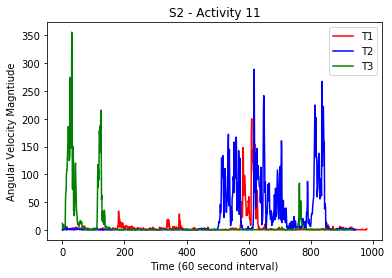 S2 - Activity 11
T1
T2
T3
Angular Velocity Magntiude
350
300
250
200
150
100
50
0
0 200 400 600 800 1000
Time (60 second interval)